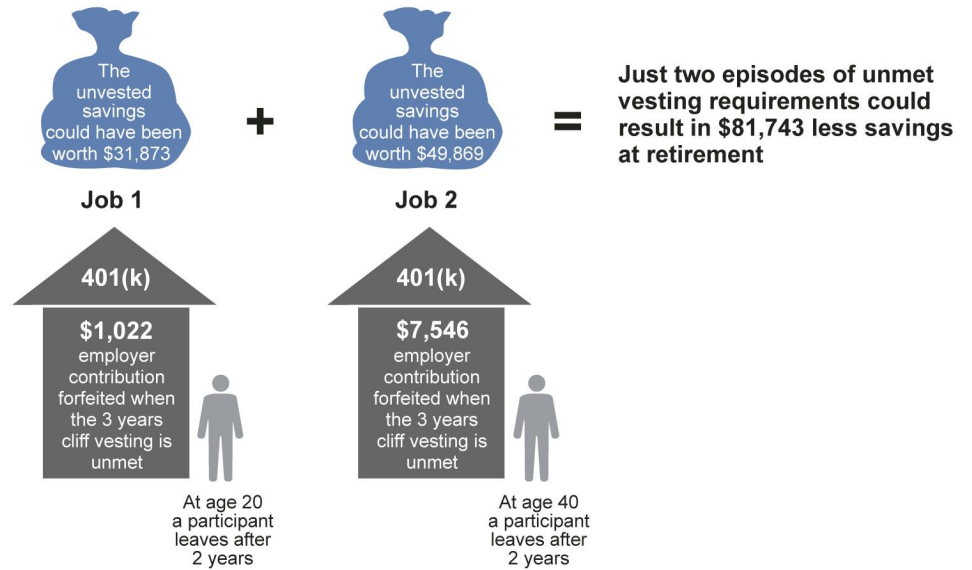 The
unvested
savings
could have been
worth $31,873
+
The
unvested
savings
could have been
worth $49,869
=
Just two episodes of unmet
vesting requirements could
result in $81,743 less savings
at retirement
Job 1
Job 2
401(k)
$1,022
employer
contribution
forfeited when
the 3 years
cliff vesting is
unmet
At age 20
a participant
leaves after
2 years
401(k)
$7,546
employer
contribution
forfeited when
the 3 years
cliff vesting is
unmet
At age 40
a participant
leaves after
2 years